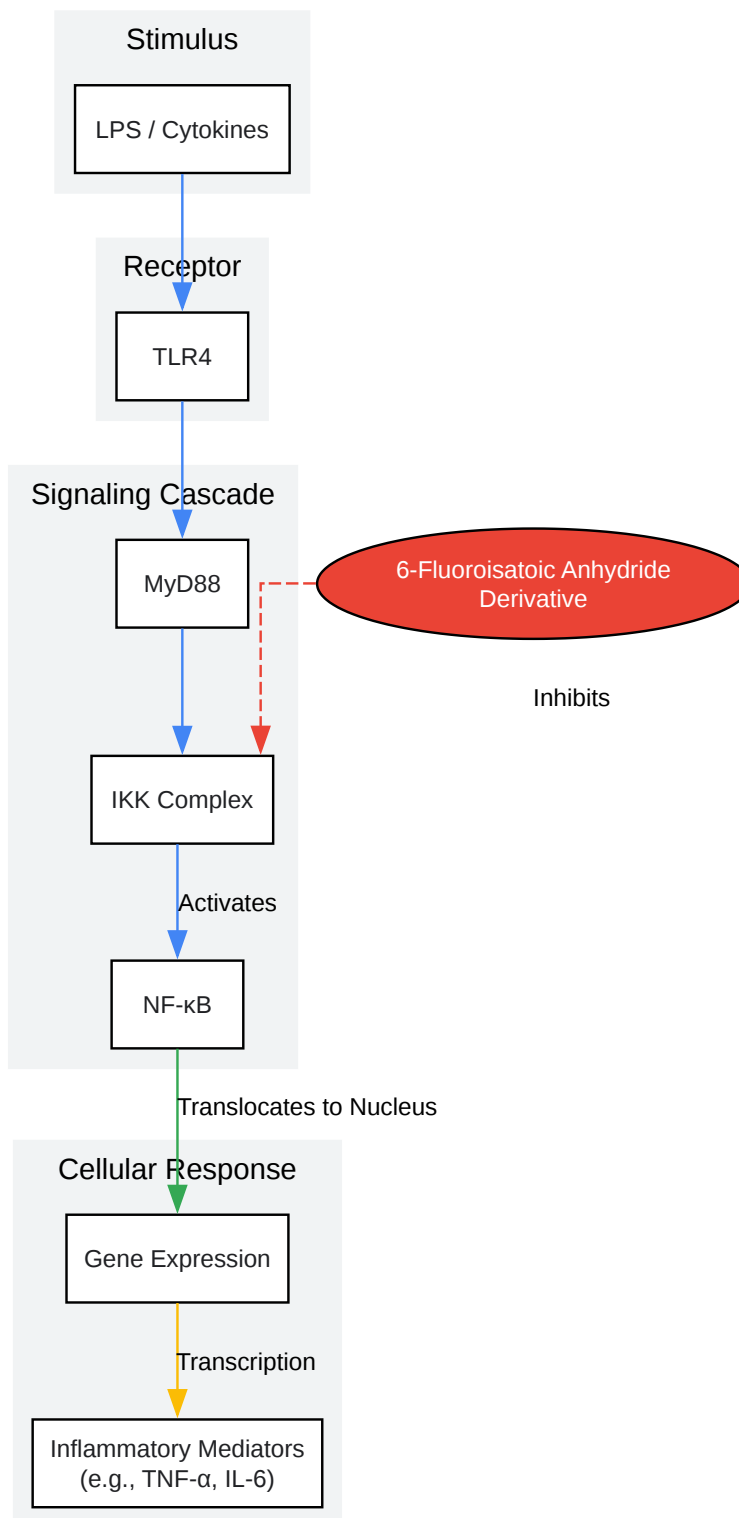 Stimulus
LPS / Cytokines
Receptor
TLR4
Signaling Cascade
MyD88
6-Fluoroisatoic Anhydride
Derivative
Inhibits
IKK Complex
Activates
NF-κB
Translocates to Nucleus
Cellular Response
Gene Expression
Transcription
Inflammatory Mediators
(e.g., TNF-α, IL-6)